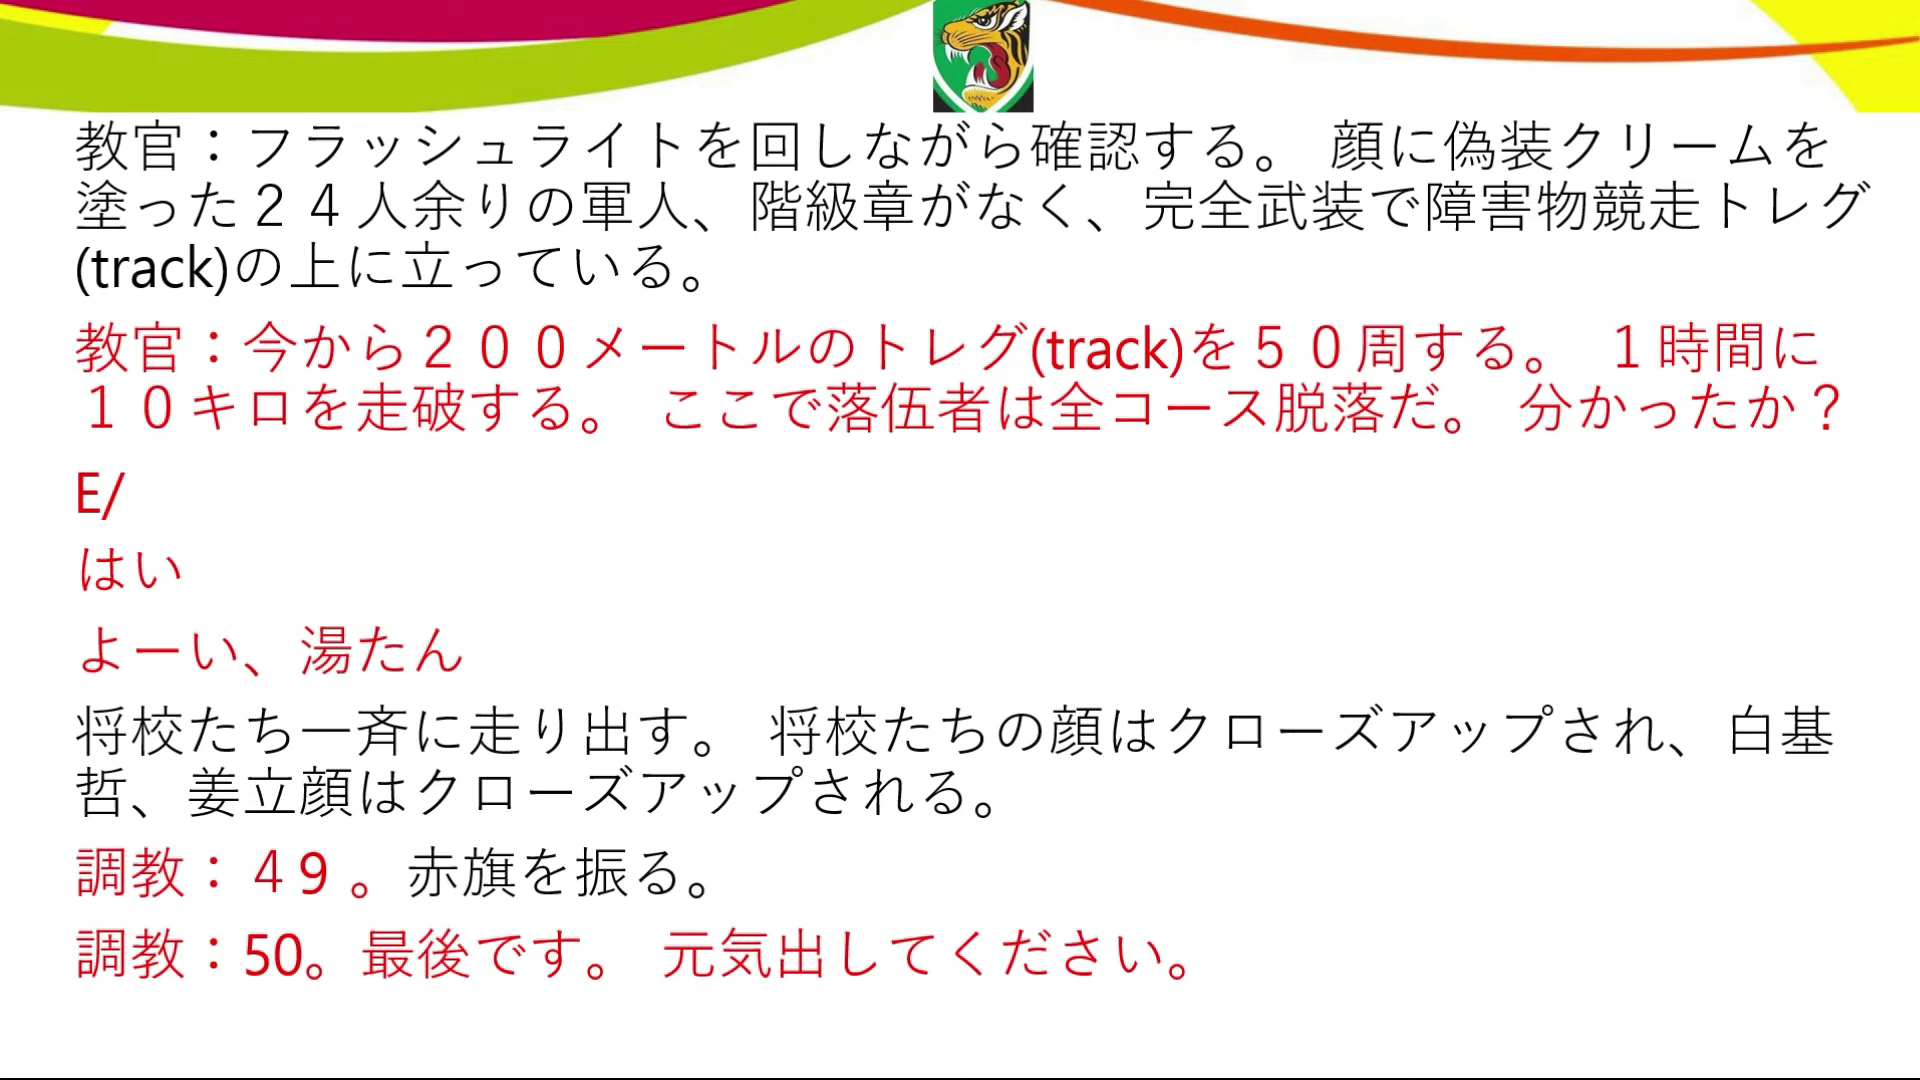 教官：フラッシュライトを回しながら確認する。 顔に偽装クリームを
塗った２４人余りの軍人、階級章がなく、完全武装で障害物競走トレグ
(track)の上に立っている。
教官：今から２００メートルのトレグ(track)を５０周する。 １時間に
１０キロを走破する。 ここで落伍者は全コース脱落だ。 分かったか？
E/
はい
よーい、湯たん
将校たち一斉に走り出す。 将校たちの顔はクローズアップされ、白基
哲、姜立顔はクローズアップされる。
調教：４9 。赤旗を振る。
調教：50。最後です。 元気出してください。